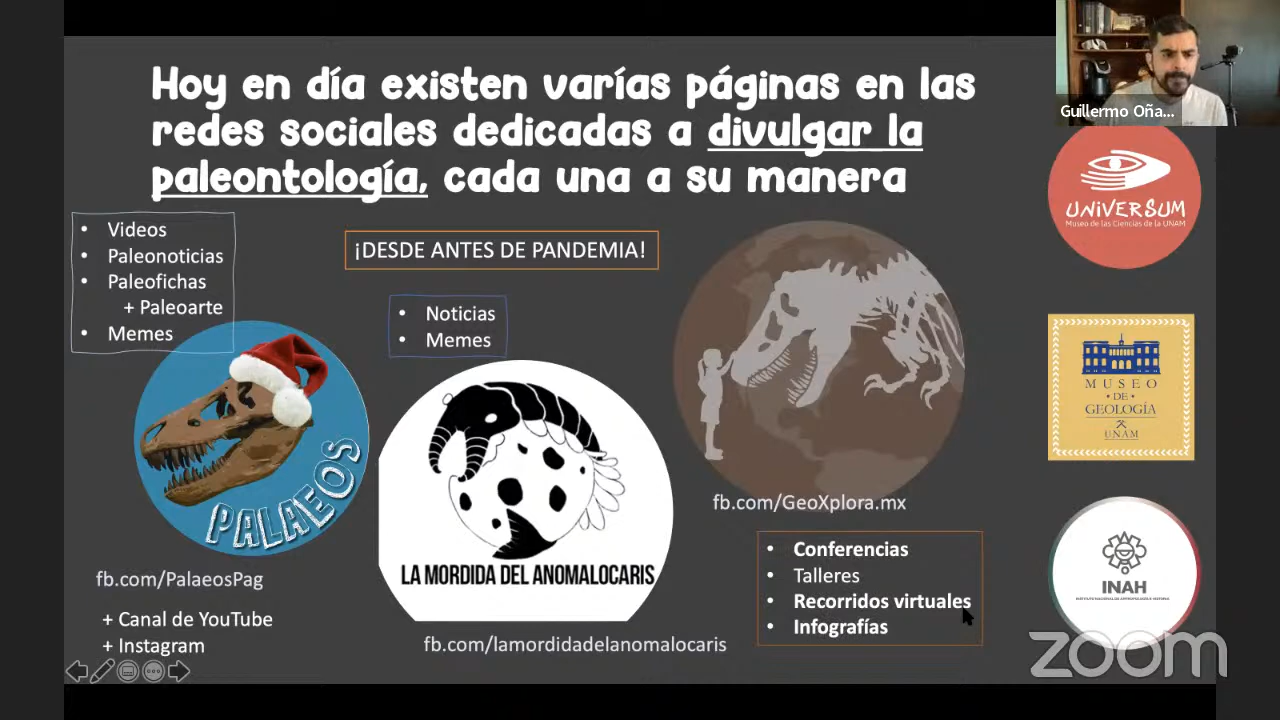 Hoy en día existen varías páginas en las
redes sociales dedicadas a divulgar la
paleontología, cada una a su manera
Guillermo Oña...
• Videos
• Paleonoticias
• Paleofichas
+ Paleoarte
• Memes
¡DESDE ANTES DE PANDEMIA!
• Noticias
• Memes
PALAEOS
fb.com/PalaeosPag
+ Canal de YouTube
+ Instagram
LA MORDIDA DEL ANOMALOCARIS
fb.com/lamordidadelanomalocaris
fb.com/GeoXplora.mx
• Conferencias
• Talleres
• Recorridos virtuales
• Infografías
UNIVERSUM
Museo de las Ciencias de la UNAM
MUSEO
• DE •
GEOLOGÍA
UNAM
INAH
zoom